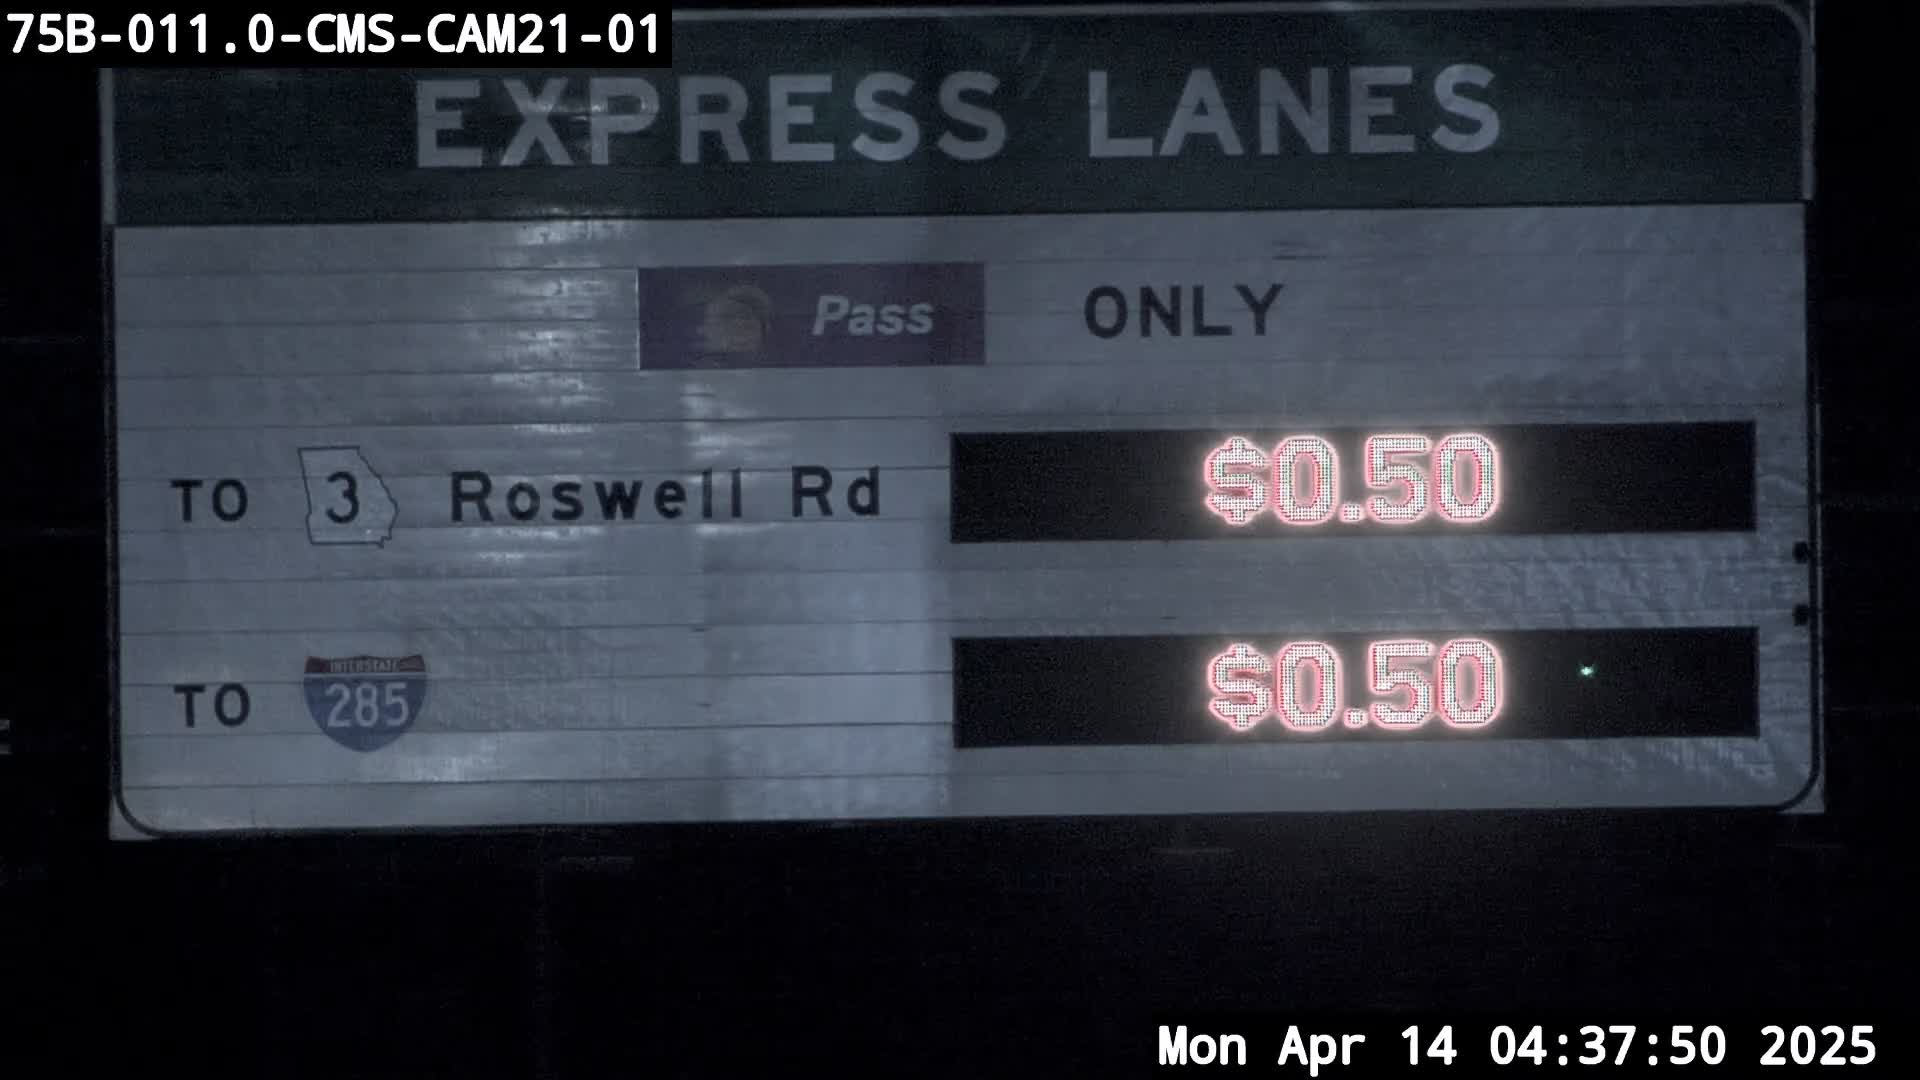 75B-011.0-CMS-CAM21-01
EXPRESS LANES
Pass ONLY
TO 3 Roswell Rd $0.50
TO INTERSTATE 285 $0.50
Mon Apr 14 04:37:50 2025